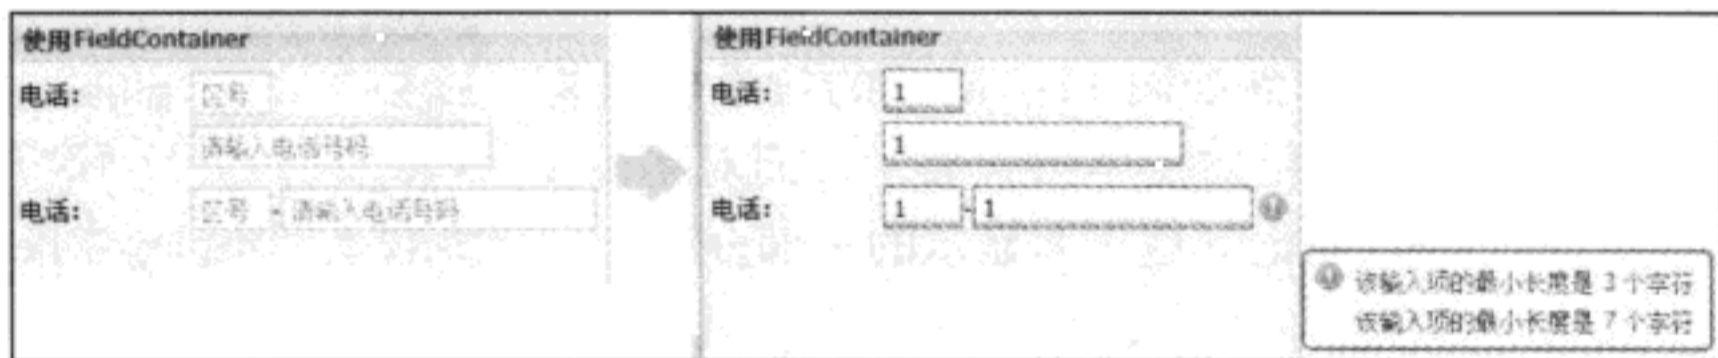 使用FieldContainer
电话：
区号
请输入电话号码
电话：
区号 - 请输入电话号码
使用FieldContainer
电话：
1
1
电话：
1 - 1
该输入项的最小长度是 3 个字符
该输入项的最小长度是 7 个字符